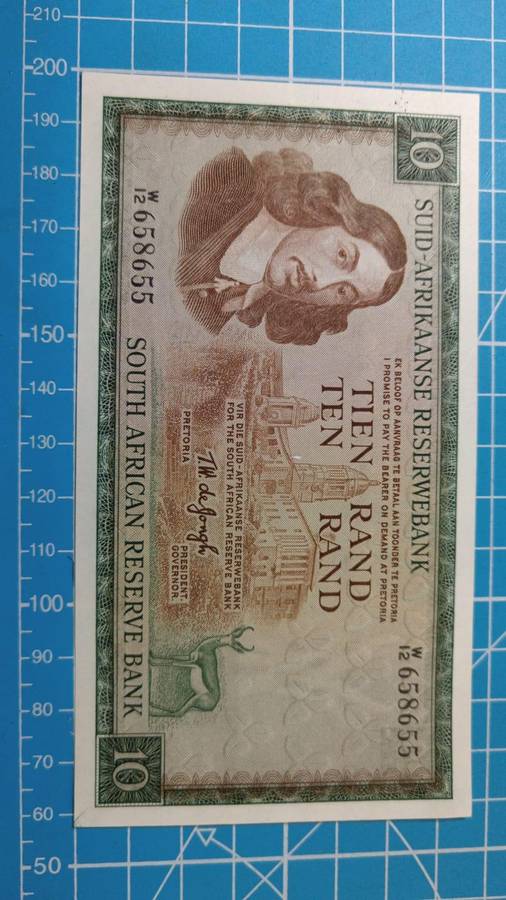 10
SUID-AFRIKAANSE RESERWEBANK
EK BELOOF OP AANVRAAG TE BETAAL AAN TOONDER TE PRETORIA
I PROMISE TO PAY THE BEARER ON DEMAND AT PRETORIA
TIEN RAND
TEN RAND
W
12 658655
VIR DIE SUID-AFRIKAANSE RESERWEBANK
FOR THE SOUTH AFRICAN RESERVE BANK
T W de Jongh
PRETORIA
PRESIDENT.
GOVERNOR.
W
12 658655
SOUTH AFRICAN RESERVE BANK
10
210
200
190
180
170
160
150
140
130
120
110
100
90
80
70
60
50